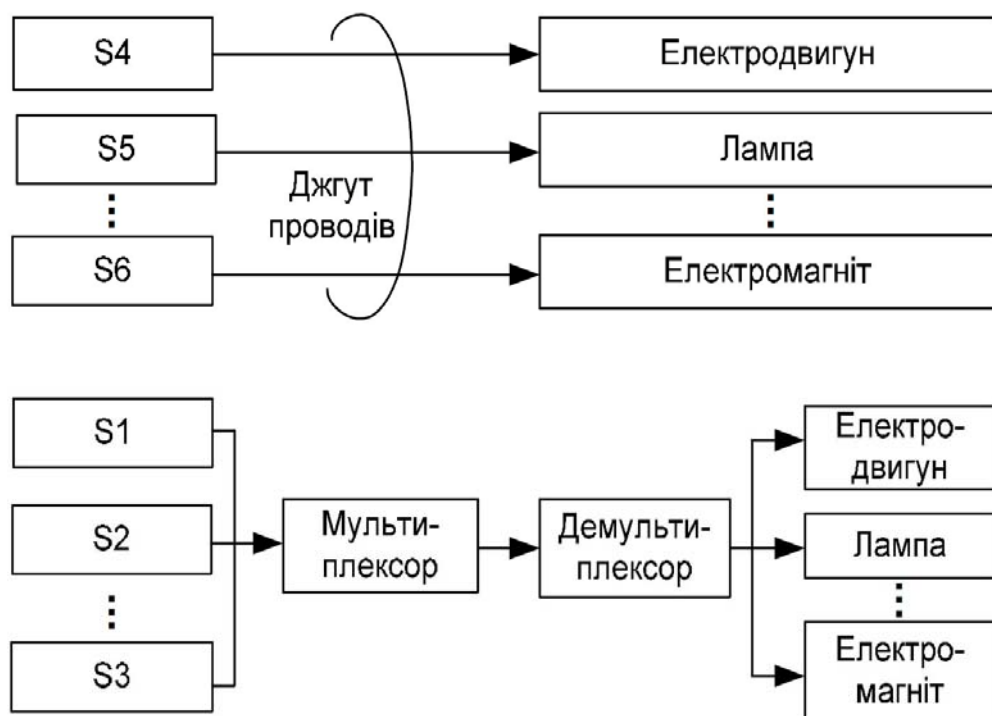 S4
Електродвигун
S5
Лампа
Джгут
проводів
S6
Електромагніт
S1
Електро-
двигун
S2
Мульти-
плексор
Демульти-
плексор
Лампа
S3
Електро-
магніт